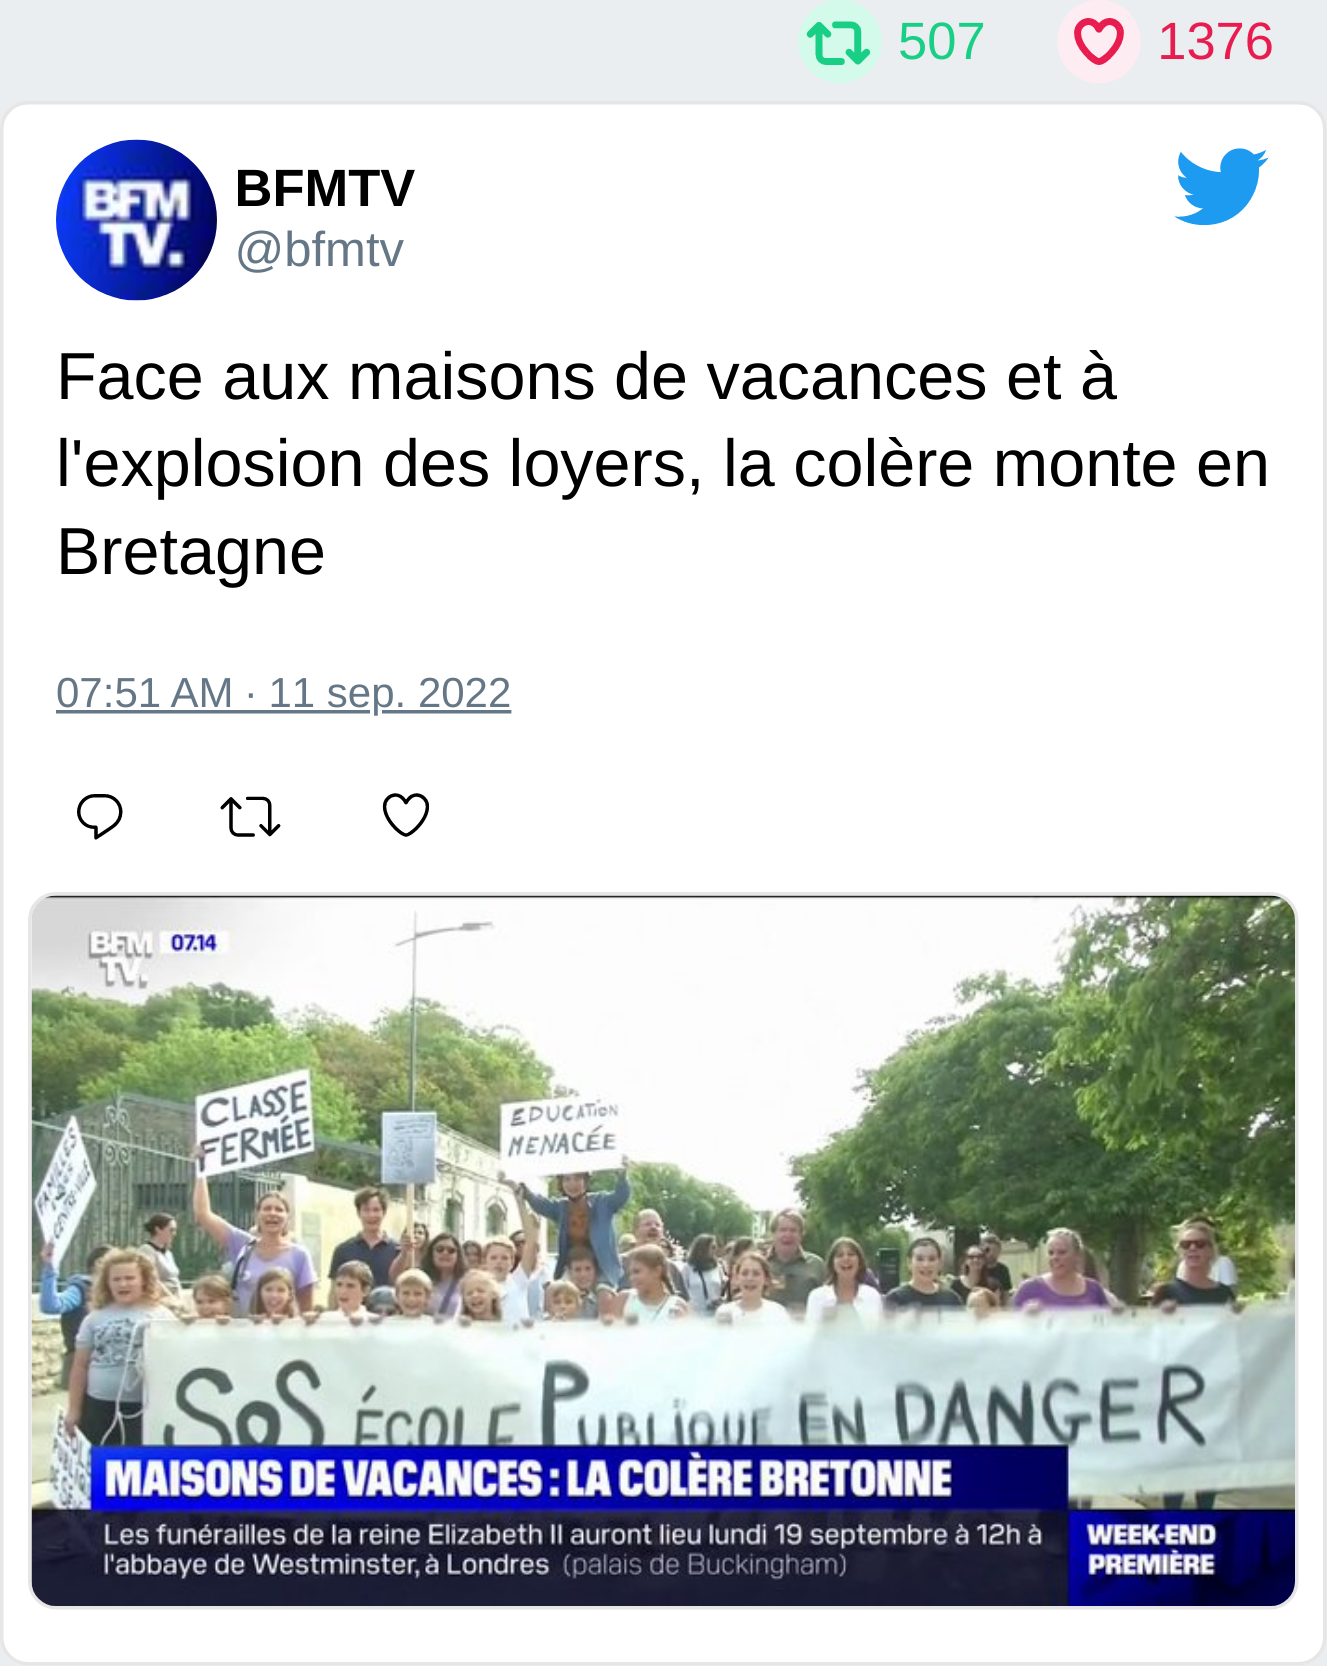 507 1376
BFM
TV.
BFMTV
@bfmtv
Face aux maisons de vacances et à
l'explosion des loyers, la colère monte en
Bretagne
07:51 AM · 11 sep. 2022
BFM 07.14
TV.
CLASSE
FERMÉE
EDUCATION
MENACÉE
SOS ÉCOLE PUBLIQUE EN DANGER
MAISONS DE VACANCES : LA COLÈRE BRETONNE
Les funérailles de la reine Elizabeth II auront lieu lundi 19 septembre à 12h à
l'abbaye de Westminster, à Londres (palais de Buckingham)
WEEK-END
PREMIÈRE